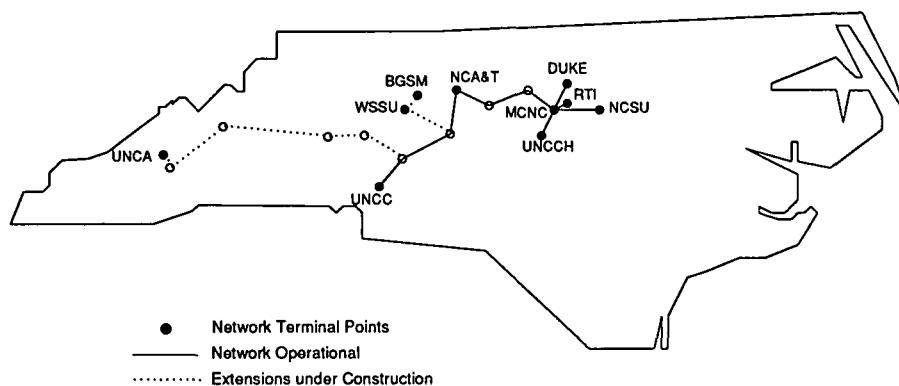 DUKE
BGSM
NCA&T
RTI
WSSU
MCNC
NCSU
UNCCH
UNCA
UNCC
Network Terminal Points
Network Operational
Extensions under Construction